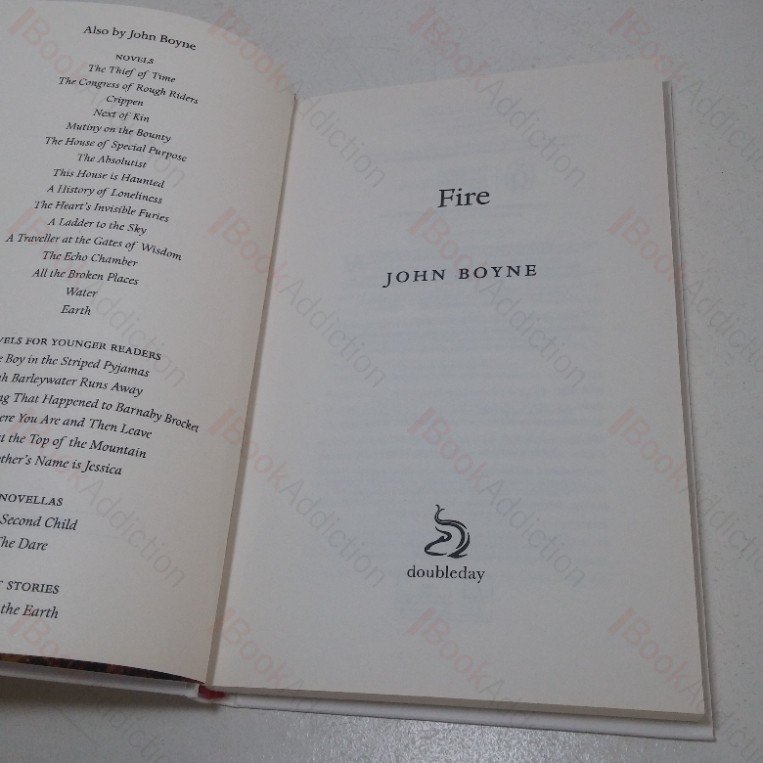 Also by John Boyne
NOVELS
The Thief of Time
The Congress of Rough Riders
Crippen
Next of Kin
Mutiny on the Bounty
The House of Special Purpose
The Absolutist
This House is Haunted
A History of Loneliness
The Heart's Invisible Furies
A Ladder to the Sky
A Traveller at the Gates of Wisdom
The Echo Chamber
All the Broken Places
Water
Earth
FOR YOUNGER READERS
Boy in the Striped Pyjamas
Barleywater Runs Away
That Happened to Barnaby Brocket
You Are and Then Leave
the Top of the Mountain
Name is Jessica
NOVELLAS
Second Child
The Dare
STORIES
the Earth
Fire
JOHN BOYNE
doubleday
BookAddiction